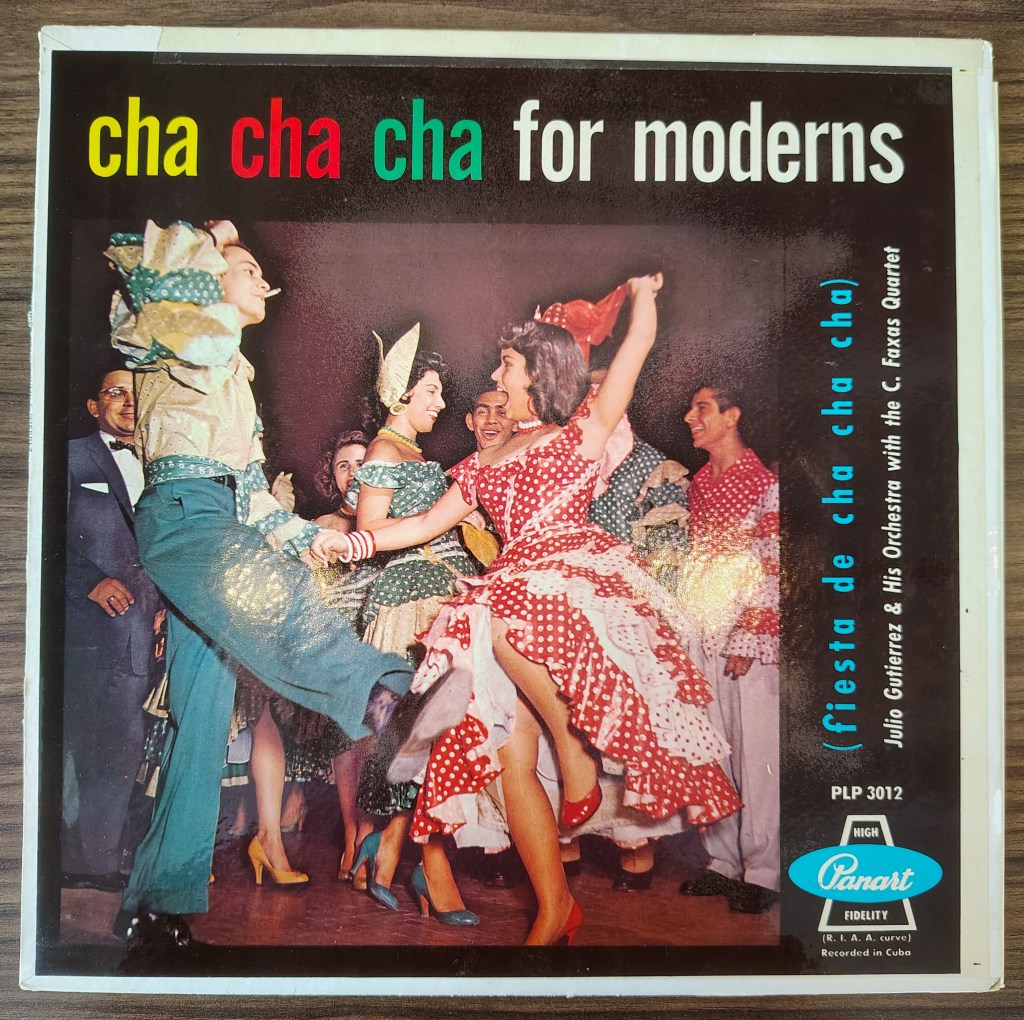 cha cha cha for moderns
(fiesta de cha cha cha)
Julio Gutierrez & His Orchestra with the C. Faxas Quartet
PLP 3012
HIGH
Panart
FIDELITY
(R. I. A. A. curve)
Recorded in Cuba